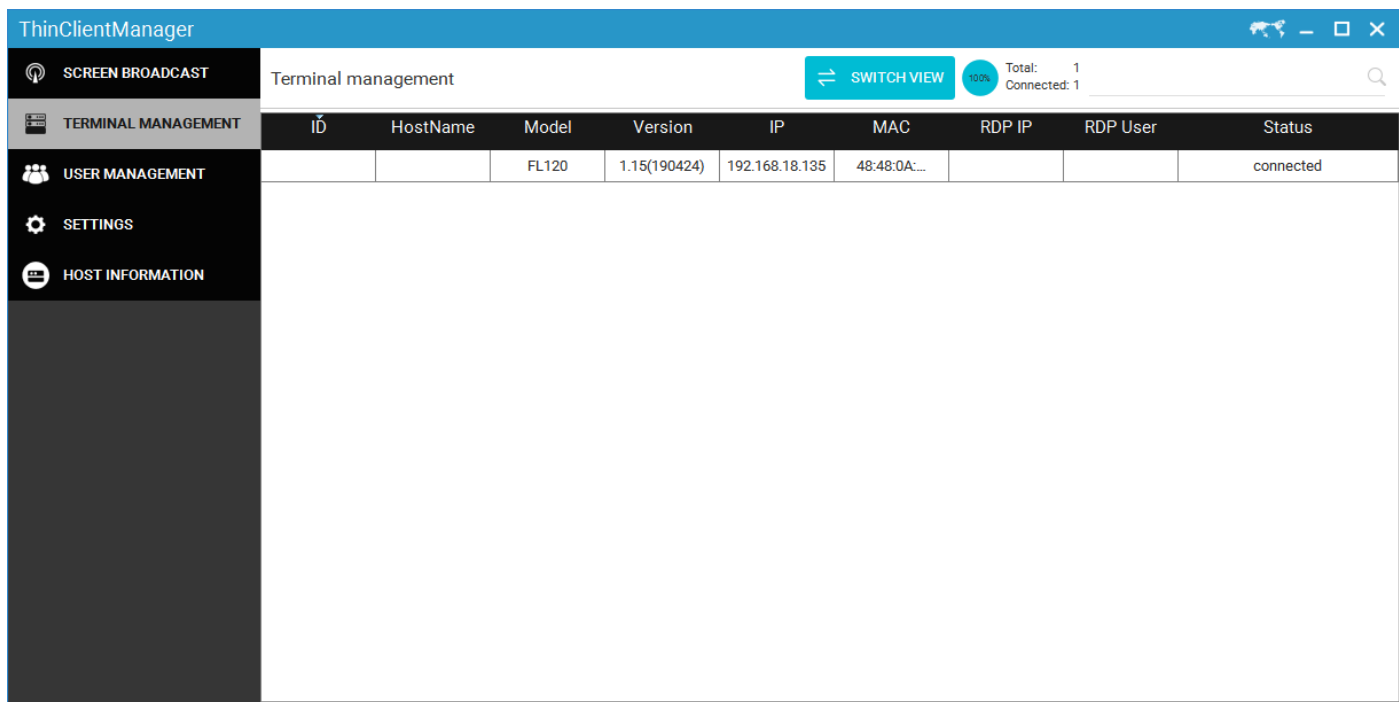 ThinClientManager
SCREEN BROADCAST
TERMINAL MANAGEMENT
USER MANAGEMENT
SETTINGS
HOST INFORMATION
Terminal management
SWITCH VIEW
100%
Total: 1
Connected: 1
ID HostName Model Version IP MAC RDP IP RDP User Status
FL120 1.15(190424) 192.168.18.135 48:48:0A:... connected